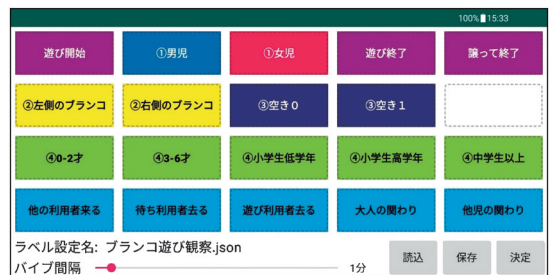 100% 15:33
遊び開始 ①男児 ①女児 遊び終了 譲って終了
②左側のブランコ ②右側のブランコ ③空き0 ③空き1
④0-2才 ④3-6才 ④小学生低学年 ④小学生高学年 ④中学生以上
他の利用者来る 待ち利用者去る 遊び利用者去る 大人の関わり 他児の関わり
ラベル設定名: ブランコ遊び観察.json
バイブ間隔 1分 読込 保存 決定